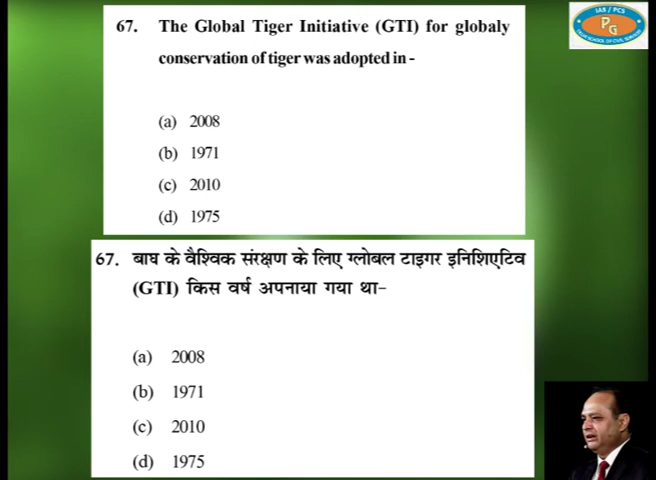 IAS / PCS
PG
67. The Global Tiger Initiative (GTI) for globaly
conservation of tiger was adopted in -
(a) 2008
(b) 1971
(c) 2010
(d) 1975
67. बाघ के वैश्विक संरक्षण के लिए ग्लोबल टाइगर इनिशिएटिव
(GTI) किस वर्ष अपनाया गया था-
(a) 2008
(b) 1971
(c) 2010
(d) 1975